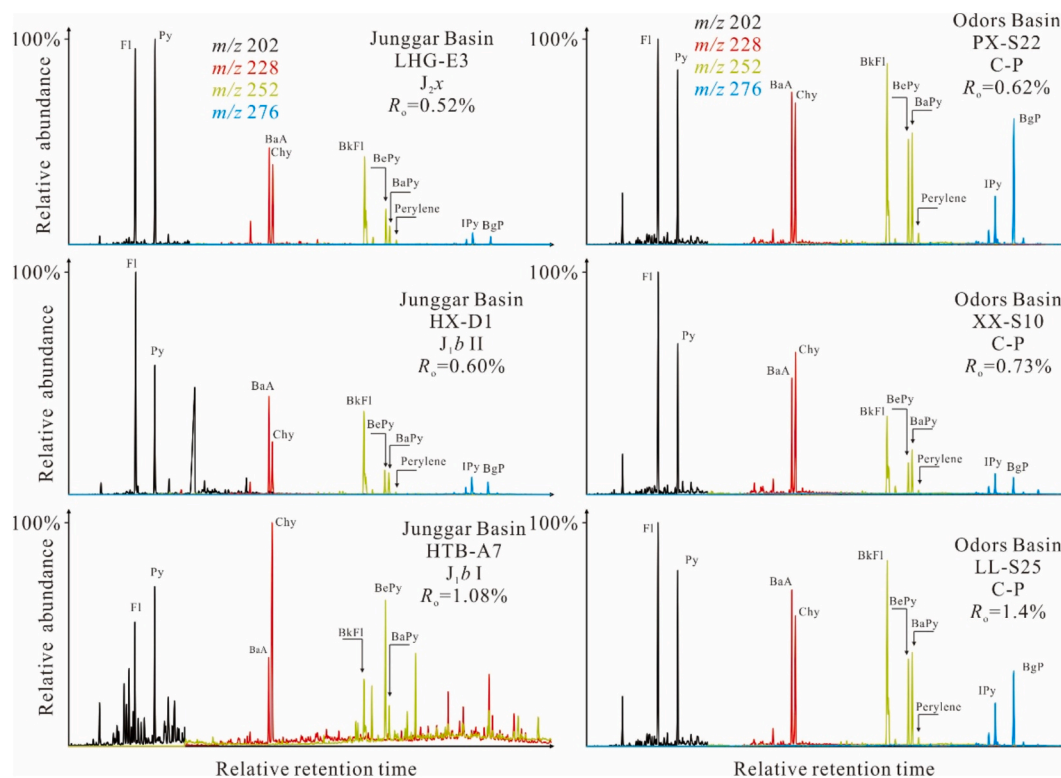 100%
Relative abundance
Fl
Py
m/z 202
m/z 228
m/z 252
m/z 276
BaA
Chy
BkFl
BePy
BaPy
Perylene
IPy
BgP
Junggar Basin
LHG-E3
J₂x
Rₒ=0.52%
100%
Fl
Py
m/z 202
m/z 228
m/z 252
m/z 276
BaA
Chy
BkFl
BePy
BaPy
Perylene
IPy
BgP
Odors Basin
PX-S22
C-P
Rₒ=0.62%
Relative abundance
100%
Relative abundance
Fl
Py
BaA
Chy
BkFl
BePy
BaPy
Perylene
IPy
BgP
Junggar Basin
HX-D1
J₁b II
Rₒ=0.60%
100%
Fl
Py
BaA
Chy
BkFl
BePy
BaPy
Perylene
IPy
BgP
Odors Basin
XX-S10
C-P
Rₒ=0.73%
Relative abundance
100%
Relative abundance
Fl
Py
BaA
Chy
BkFl
BePy
BaPy
Junggar Basin
HTB-A7
J₁b I
Rₒ=1.08%
100%
Fl
Py
BaA
Chy
BkFl
BePy
BaPy
Perylene
IPy
BgP
Odors Basin
LL-S25
C-P
Rₒ=1.4%
Relative abundance
Relative retention time
Relative retention time